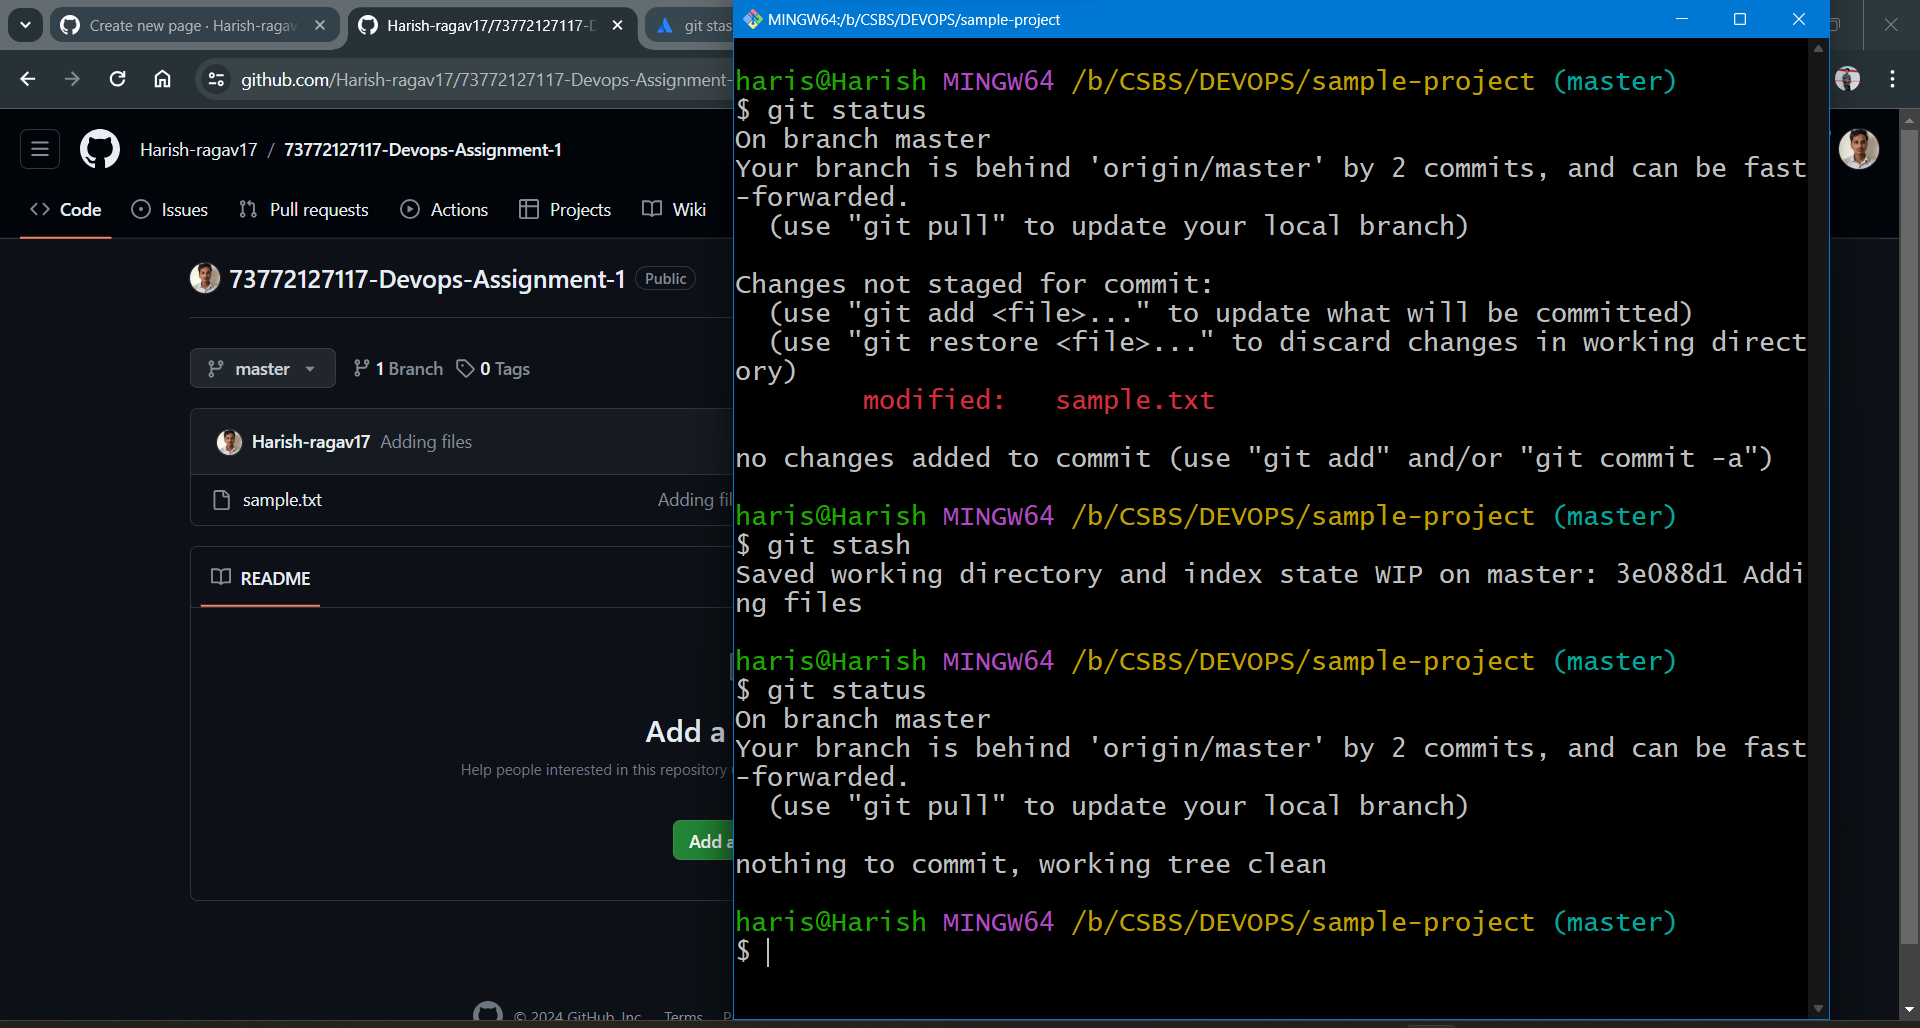 Create new page · Harish-ragav
Harish-ragav17/73772127117-D
git stas
github.com/Harish-ragav17/73772127117-Devops-Assignment-
Harish-ragav17 / 73772127117-Devops-Assignment-1
Code Issues Pull requests Actions Projects Wiki
73772127117-Devops-Assignment-1 Public
master 1 Branch 0 Tags
Harish-ragav17 Adding files
sample.txt Adding fil
README
Add a
Help people interested in this repository
Add a
© 2024 GitHub, Inc. Terms
MINGW64:/b/CSBS/DEVOPS/sample-project
haris@Harish MINGW64 /b/CSBS/DEVOPS/sample-project (master)
$ git status
On branch master
Your branch is behind 'origin/master' by 2 commits, and can be fast
-forwarded.
(use "git pull" to update your local branch)
Changes not staged for commit:
(use "git add <file>..." to update what will be committed)
(use "git restore <file>..." to discard changes in working direct
ory)
modified: sample.txt
no changes added to commit (use "git add" and/or "git commit -a")
haris@Harish MINGW64 /b/CSBS/DEVOPS/sample-project (master)
$ git stash
Saved working directory and index state WIP on master: 3e088d1 Addi
ng files
haris@Harish MINGW64 /b/CSBS/DEVOPS/sample-project (master)
$ git status
On branch master
Your branch is behind 'origin/master' by 2 commits, and can be fast
-forwarded.
(use "git pull" to update your local branch)
nothing to commit, working tree clean
haris@Harish MINGW64 /b/CSBS/DEVOPS/sample-project (master)
$